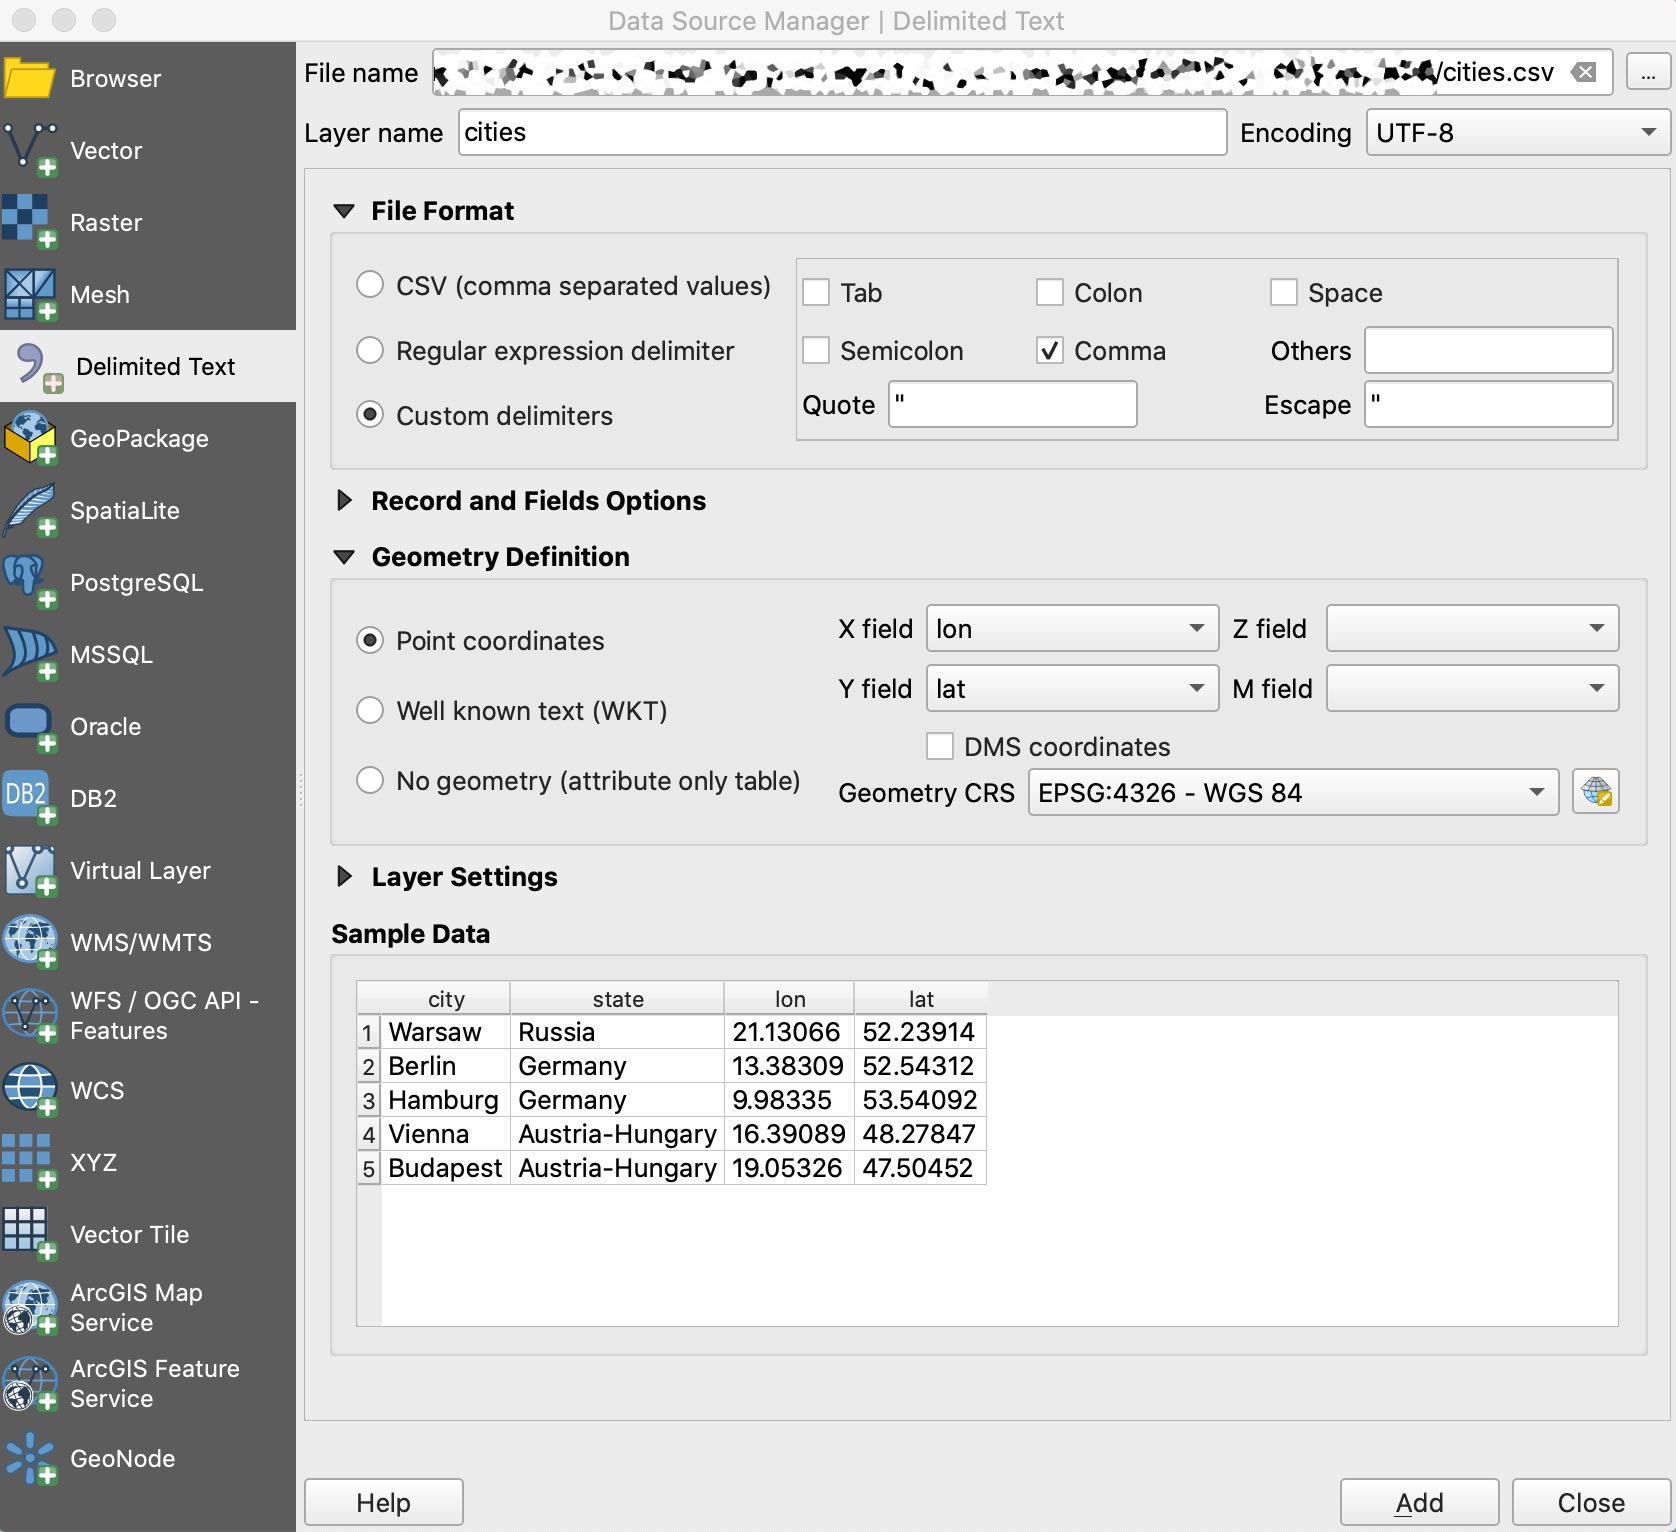 Data Source Manager | Delimited Text
Browser
Vector
Raster
Mesh
Delimited Text
GeoPackage
SpatiaLite
PostgreSQL
MSSQL
Oracle
DB2 DB2
Virtual Layer
WMS/WMTS
WFS / OGC API -
Features
WCS
XYZ
Vector Tile
ArcGIS Map
Service
ArcGIS Feature
Service
GeoNode
File name /cities.csv ...
Layer name cities Encoding UTF-8
File Format
CSV (comma separated values)
Regular expression delimiter
Custom delimiters
Tab Colon Space
Semicolon Comma Others
Quote " Escape "
Record and Fields Options
Geometry Definition
Point coordinates
Well known text (WKT)
No geometry (attribute only table)
X field lon Z field
Y field lat M field
DMS coordinates
Geometry CRS EPSG:4326 - WGS 84
Layer Settings
Sample Data
city state lon lat
1 Warsaw Russia 21.13066 52.23914
2 Berlin Germany 13.38309 52.54312
3 Hamburg Germany 9.98335 53.54092
4 Vienna Austria-Hungary 16.39089 48.27847
5 Budapest Austria-Hungary 19.05326 47.50452
Help Add Close